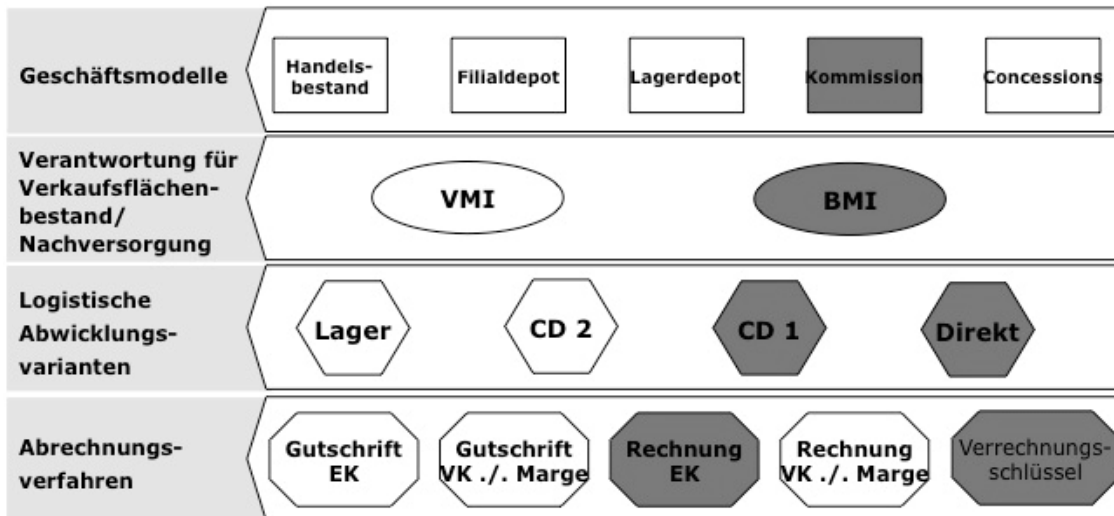 Geschäftsmodelle
Handels-
bestand
Filialdepot
Lagerdepot
Kommission
Concessions
Verantwortung für
Verkaufsflächen-
bestand/
Nachversorgung
VMI
BMI
Logistische
Abwicklungs-
varianten
Lager
CD 2
CD 1
Direkt
Abrechnungs-
verfahren
Gutschrift
EK
Gutschrift
VK ./. Marge
Rechnung
EK
Rechnung
VK ./. Marge
Verrechnungs-
schlüssel